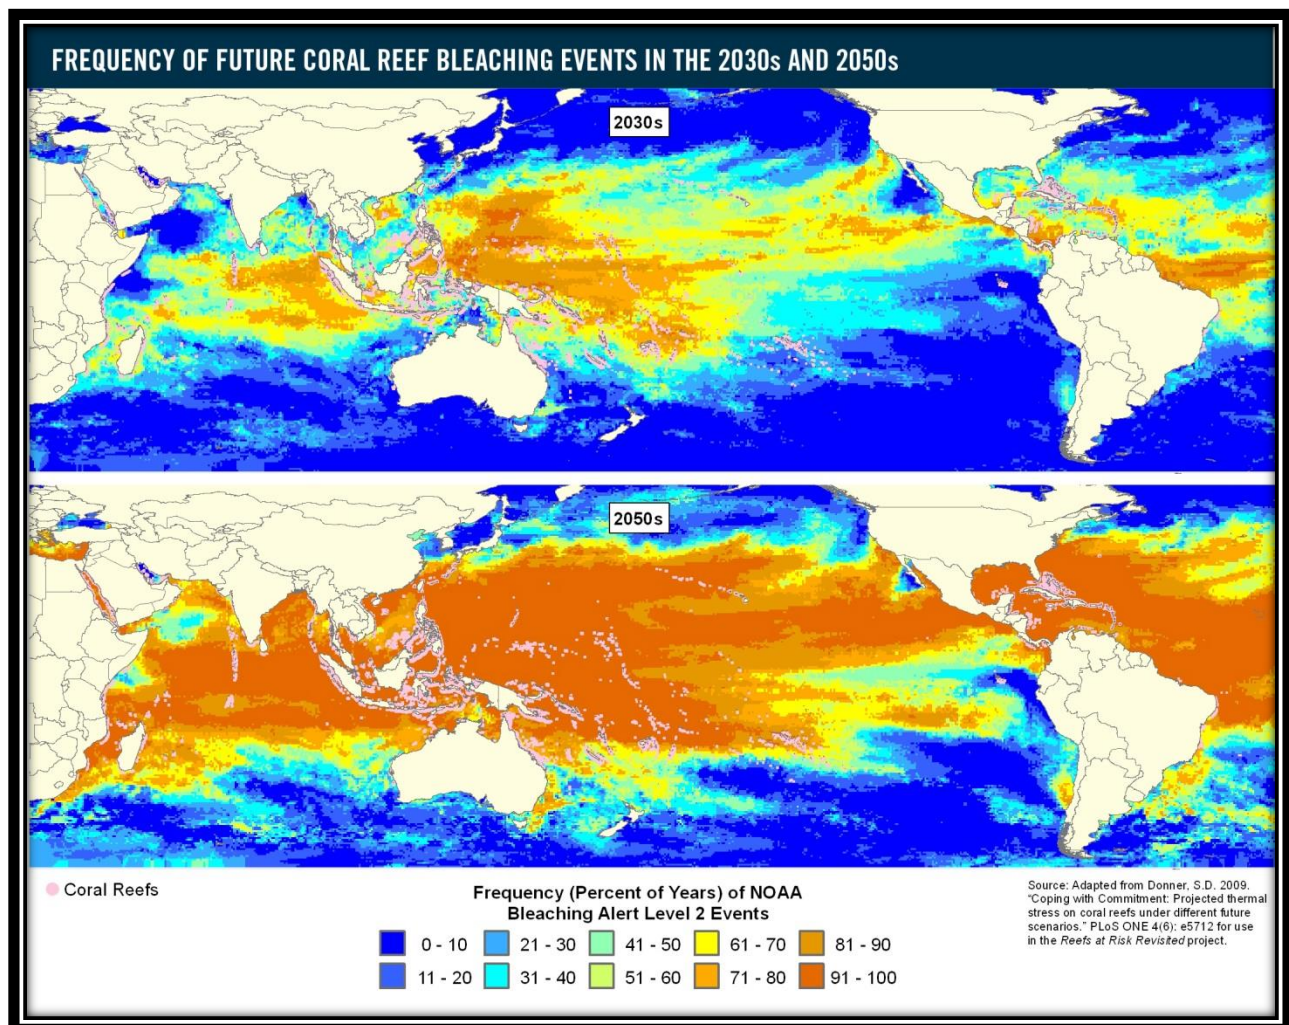 FREQUENCY OF FUTURE CORAL REEF BLEACHING EVENTS IN THE 2030s AND 2050s
2030s
2050s
Coral Reefs
Frequency (Percent of Years) of NOAA
Bleaching Alert Level 2 Events
0 - 10
21 - 30
41 - 50
61 - 70
81 - 90
11 - 20
31 - 40
51 - 60
71 - 80
91 - 100
Source: Adapted from Donner, S.D. 2009.
"Coping with Commitment: Projected thermal
stress on coral reefs under different future
scenarios." PLoS ONE 4(6): e5712 for use
in the Reefs at Risk Revisited project.